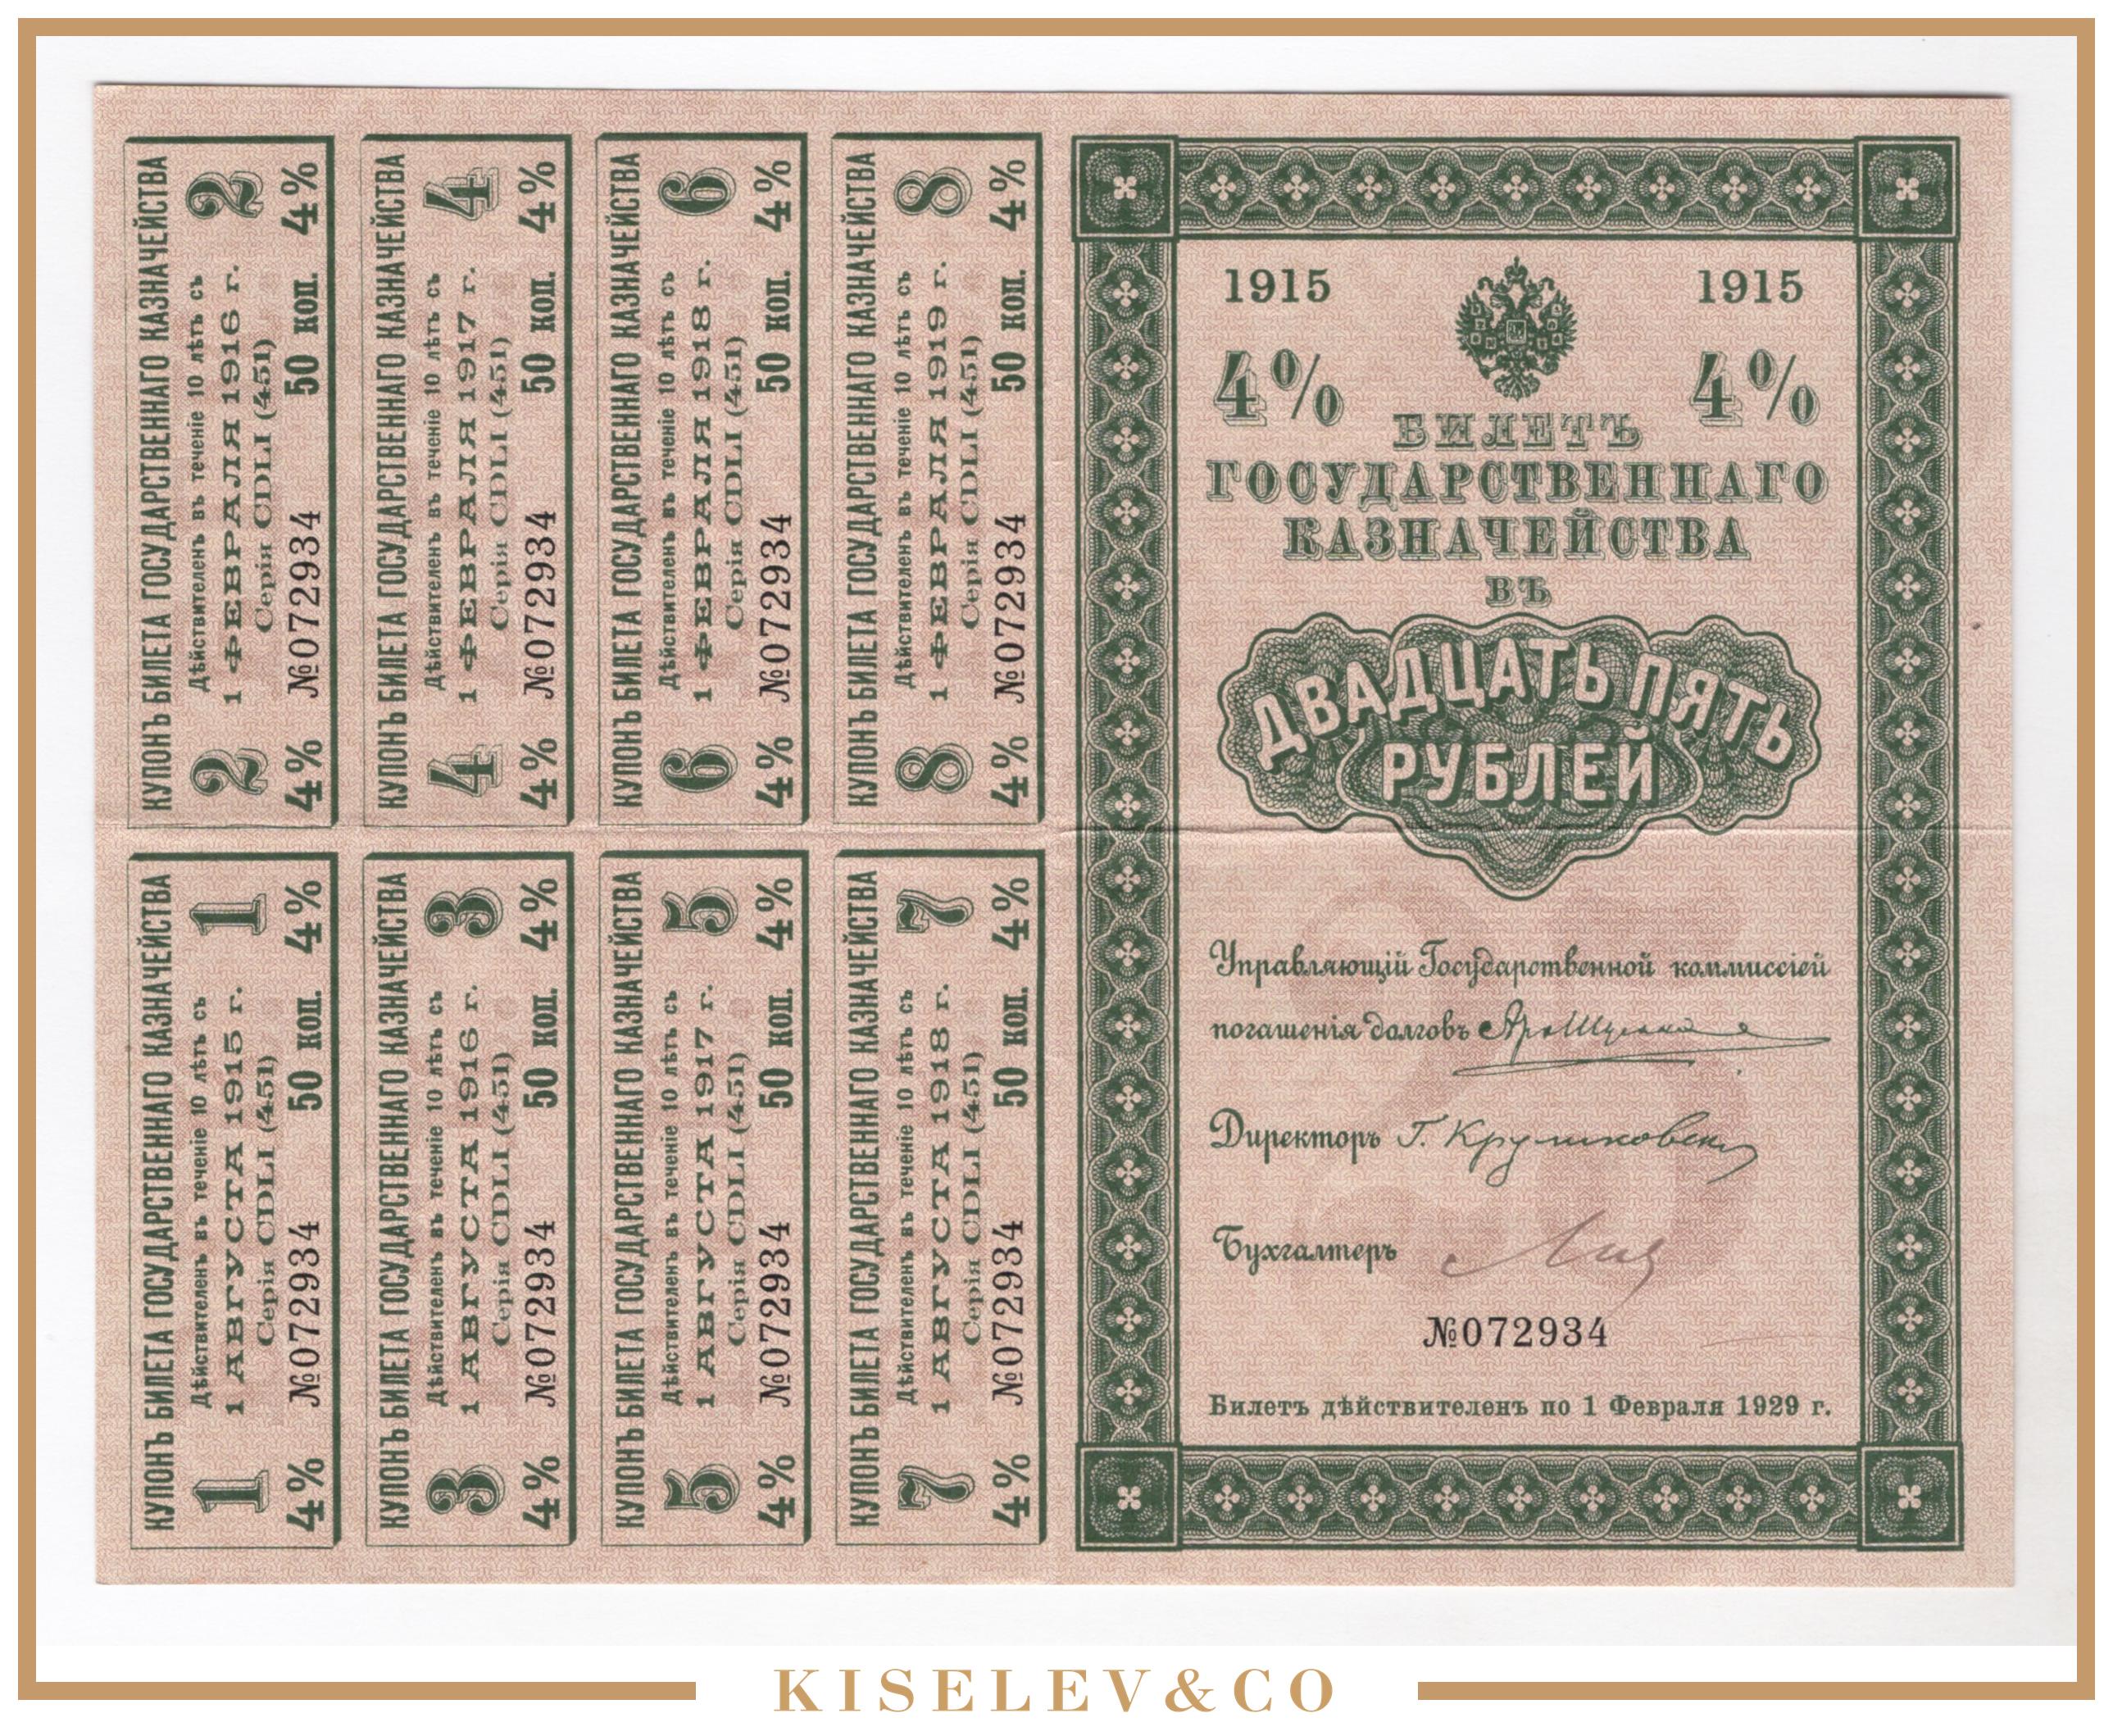 КУПОНЪ БИЛЕТА ГОСУДАРСТВЕННАГО КАЗНАЧЕЙСТВА
2 Дѣйствителенъ въ теченіе 10 лѣтъ съ 2
1 ФЕВРАЛЯ 1916 г.
Серія CDLI (451)
4% №072934 50 коп. 4%
КУПОНЪ БИЛЕТА ГОСУДАРСТВЕННАГО КАЗНАЧЕЙСТВА
4 Дѣйствителенъ въ теченіе 10 лѣтъ съ 4
1 ФЕВРАЛЯ 1917 г.
Серія CDLI (451)
4% №072934 50 коп. 4%
КУПОНЪ БИЛЕТА ГОСУДАРСТВЕННАГО КАЗНАЧЕЙСТВА
6 Дѣйствителенъ въ теченіе 10 лѣтъ съ 6
1 ФЕВРАЛЯ 1918 г.
Серія CDLI (451)
4% №072934 50 коп. 4%
КУПОНЪ БИЛЕТА ГОСУДАРСТВЕННАГО КАЗНАЧЕЙСТВА
8 Дѣйствителенъ въ теченіе 10 лѣтъ съ 8
1 ФЕВРАЛЯ 1919 г.
Серія CDLI (451)
4% №072934 50 коп. 4%
КУПОНЪ БИЛЕТА ГОСУДАРСТВЕННАГО КАЗНАЧЕЙСТВА
1 Дѣйствителенъ въ теченіе 10 лѣтъ съ 1
1 АВГУСТА 1915 г.
Серія CDLI (451)
4% №072934 50 коп. 4%
КУПОНЪ БИЛЕТА ГОСУДАРСТВЕННАГО КАЗНАЧЕЙСТВА
3 Дѣйствителенъ въ теченіе 10 лѣтъ съ 3
1 АВГУСТА 1916 г.
Серія CDLI (451)
4% №072934 50 коп. 4%
КУПОНЪ БИЛЕТА ГОСУДАРСТВЕННАГО КАЗНАЧЕЙСТВА
5 Дѣйствителенъ въ теченіе 10 лѣтъ съ 5
1 АВГУСТА 1917 г.
Серія CDLI (451)
4% №072934 50 коп. 4%
КУПОНЪ БИЛЕТА ГОСУДАРСТВЕННАГО КАЗНАЧЕЙСТВА
7 Дѣйствителенъ въ теченіе 10 лѣтъ съ 7
1 АВГУСТА 1918 г.
Серія CDLI (451)
4% №072934 50 коп. 4%
1915 1915
4% 4%
БИЛЕТЪ
ГОСУДАРСТВЕННАГО
КАЗНАЧЕЙСТВА
ВЪ
ДВАДЦАТЬ ПЯТЬ
РУБЛЕЙ
25
Управляющій Государственной коммиссіей
погашенія долговъ
Директоръ
Бухгалтеръ
№072934
Билетъ дѣйствителенъ по 1 Февраля 1929 г.
KISELEV&CO